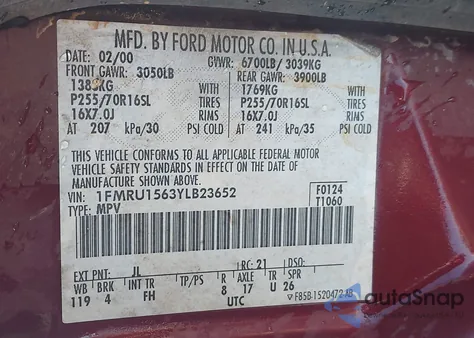 MFD. BY FORD MOTOR CO. IN U.S.A.
DATE: 02/00 GVWR: 6700LB/ 3039KG
FRONT GAWR: 3050LB REAR GAWR: 3900LB
1383KG WITH 1769KG WITH
P255/70R16SL TIRES P255/70R16SL TIRES
16X7.0J RIMS 16X7.0J RIMS
AT 207 kPa/30 PSI COLD AT 241 kPa/35 PSI COLD
THIS VEHICLE CONFORMS TO ALL APPLICABLE FEDERAL MOTOR
VEHICLE SAFETY STANDARDS IN EFFECT ON THE DATE OF
MANUFACTURE SHOWN ABOVE.
VIN: 1FMRU1563YLB23652 F0124
TYPE: MPV T1060
EXT PNT: JL RC: 21 DSO:
WB BRK INT TR TP/PS R AXLE TR SPR
119 4 FH 8 17 U 26
UTC
autoSnap